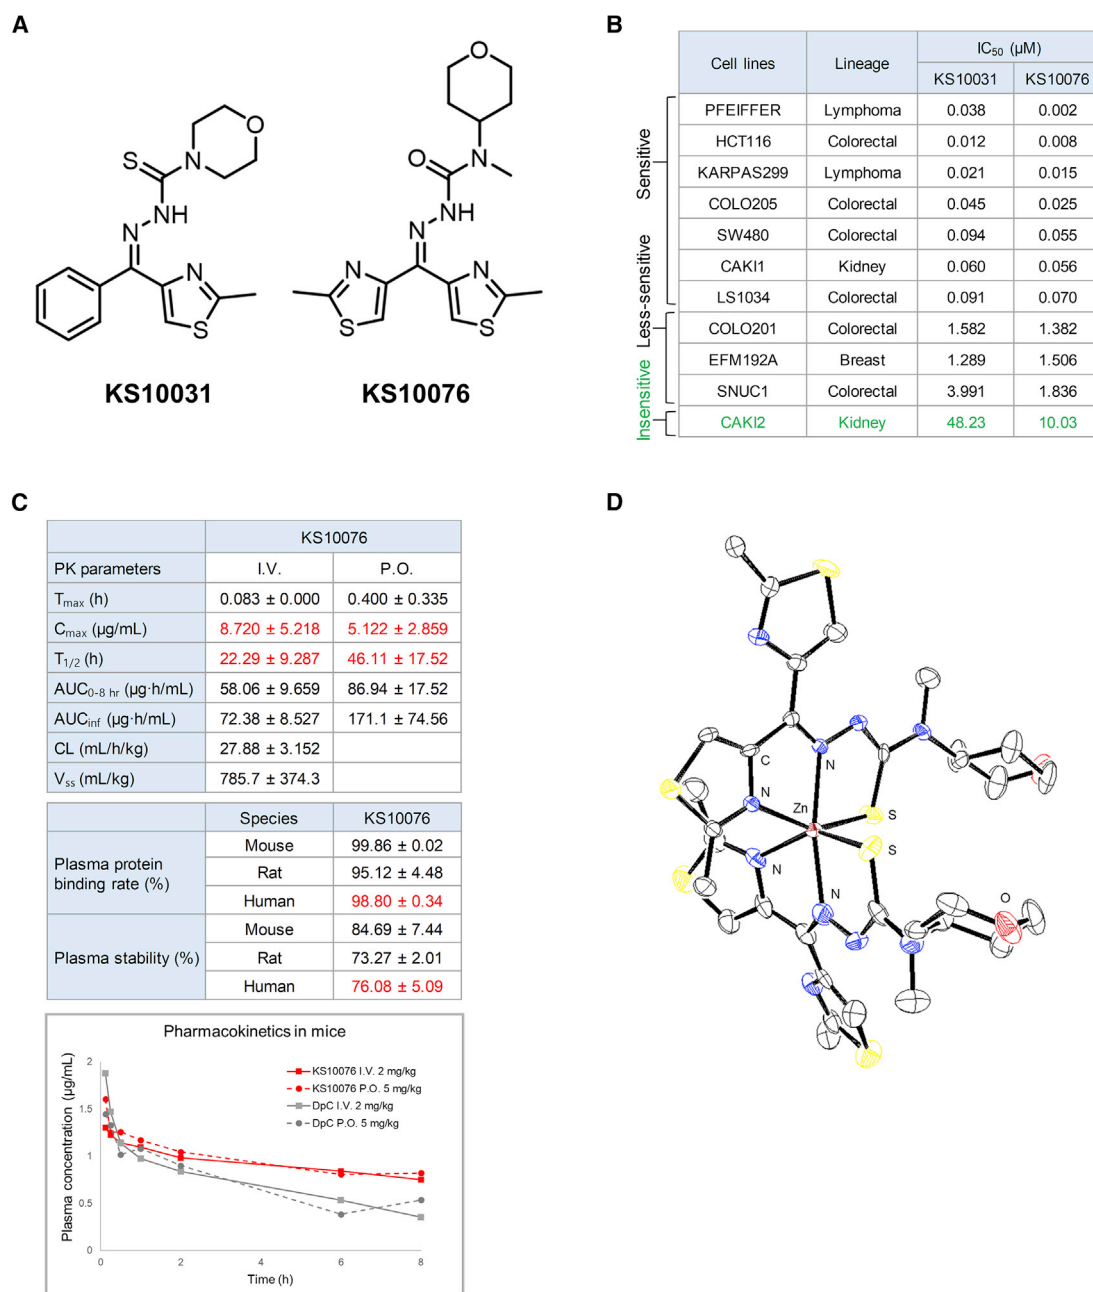 A
O
S
N
NH
N
N
S
KS10031
O
O
N
NH
N
N
N
S
S
KS10076
B
Cell lines Lineage IC50 (µM)
KS10031 KS10076
Sensitive
PFEIFFER Lymphoma 0.038 0.002
HCT116 Colorectal 0.012 0.008
KARPAS299 Lymphoma 0.021 0.015
COLO205 Colorectal 0.045 0.025
SW480 Colorectal 0.094 0.055
CAKI1 Kidney 0.060 0.056
LS1034 Colorectal 0.091 0.070
Less-sensitive
COLO201 Colorectal 1.582 1.382
EFM192A Breast 1.289 1.506
SNUC1 Colorectal 3.991 1.836
Insensitive
CAKI2 Kidney 48.23 10.03
C
KS10076
PK parameters I.V. P.O.
Tmax (h) 0.083 ± 0.000 0.400 ± 0.335
Cmax (µg/mL) 8.720 ± 5.218 5.122 ± 2.859
T1/2 (h) 22.29 ± 9.287 46.11 ± 17.52
AUC0-8 hr (µg·h/mL) 58.06 ± 9.659 86.94 ± 17.52
AUCinf (µg·h/mL) 72.38 ± 8.527 171.1 ± 74.56
CL (mL/h/kg) 27.88 ± 3.152
Vss (mL/kg) 785.7 ± 374.3
Species KS10076
Plasma protein binding rate (%)
Mouse 99.86 ± 0.02
Rat 95.12 ± 4.48
Human 98.80 ± 0.34
Plasma stability (%)
Mouse 84.69 ± 7.44
Rat 73.27 ± 2.01
Human 76.08 ± 5.09
Pharmacokinetics in mice
Plasma concentration (µg/mL)
2
1.5
1
0.5
0
KS10076 I.V. 2 mg/kg
KS10076 P.O. 5 mg/kg
DpC I.V. 2 mg/kg
DpC P.O. 5 mg/kg
0 2 4 6 8
Time (h)
D
C
N
N
Zn
S
S
N
N
O